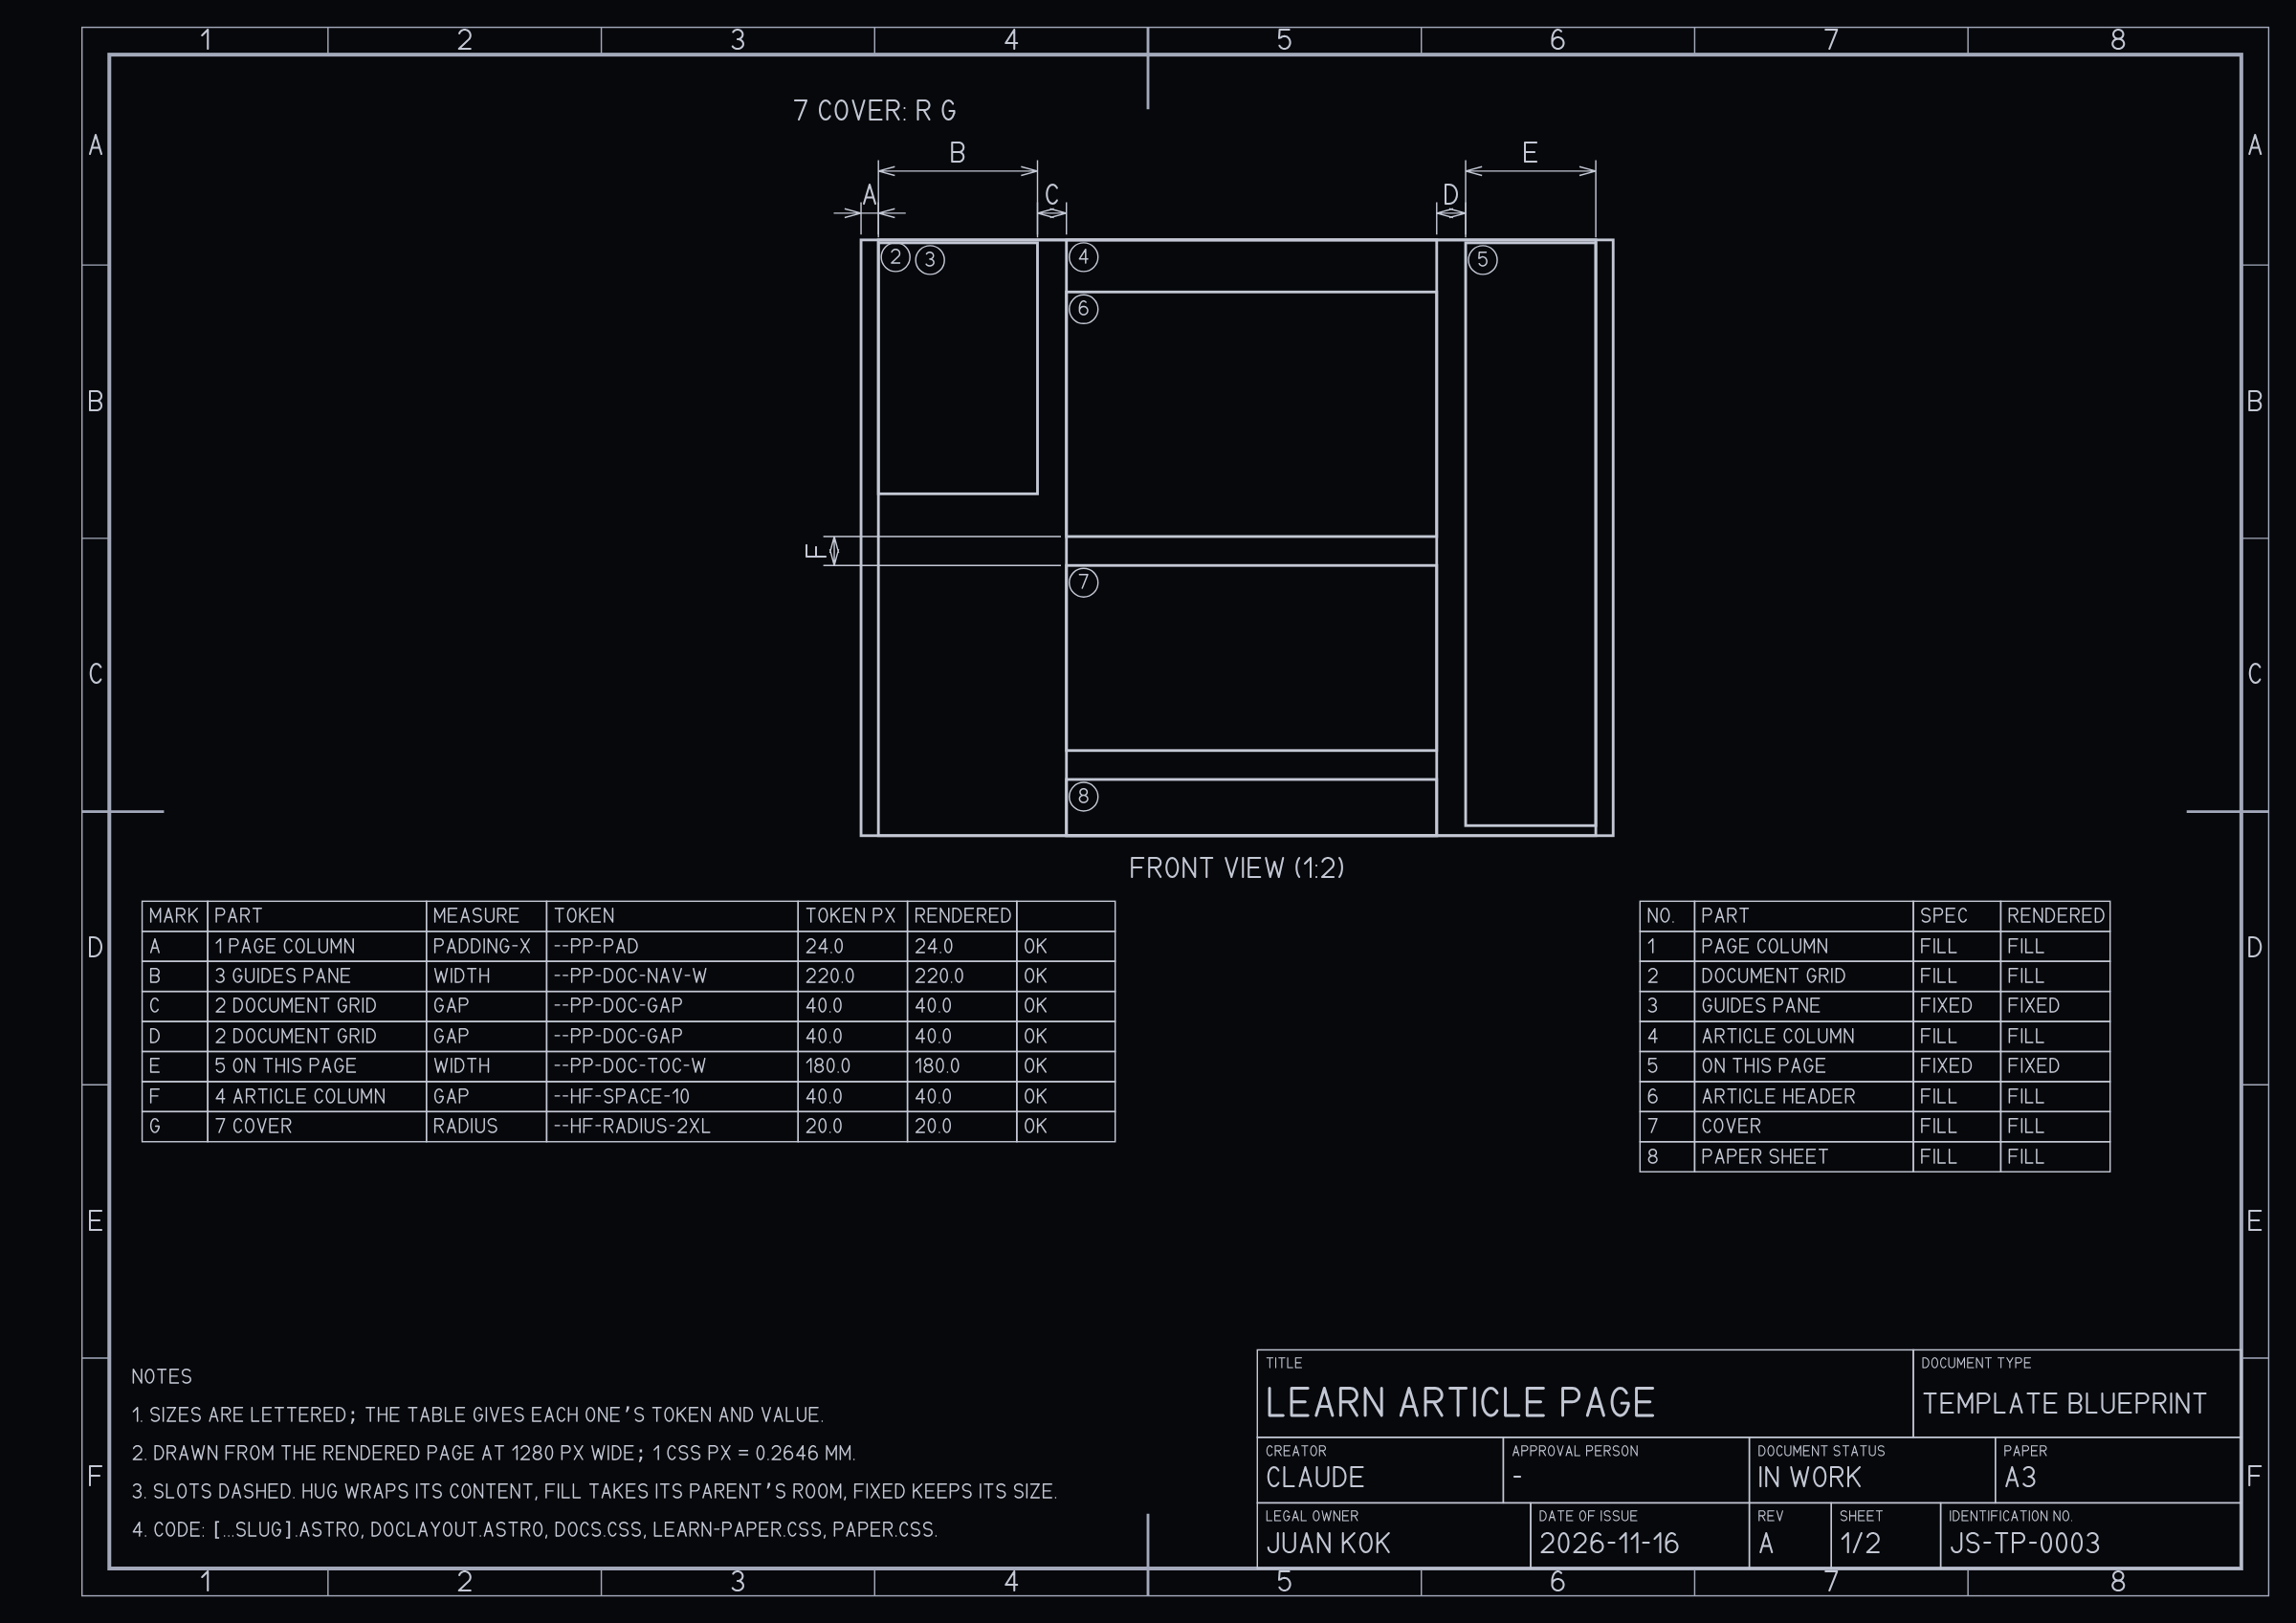 1 2 3 4 5 6 7 8
7 COVER: R G
A A
B E
A C D
2 3 4 5
6
B B
F
7
C C
8
FRONT VIEW (1:2)
MARK PART MEASURE TOKEN TOKEN PX RENDERED
A 1 PAGE COLUMN PADDING-X --PP-PAD 24.0 24.0 OK
B 3 GUIDES PANE WIDTH --PP-DOC-NAV-W 220.0 220.0 OK
C 2 DOCUMENT GRID GAP --PP-DOC-GAP 40.0 40.0 OK
D 2 DOCUMENT GRID GAP --PP-DOC-GAP 40.0 40.0 OK
E 5 ON THIS PAGE WIDTH --PP-DOC-TOC-W 180.0 180.0 OK
F 4 ARTICLE COLUMN GAP --HF-SPACE-10 40.0 40.0 OK
G 7 COVER RADIUS --HF-RADIUS-2XL 20.0 20.0 OK
NO. PART SPEC RENDERED
1 PAGE COLUMN FILL FILL
2 DOCUMENT GRID FILL FILL
3 GUIDES PANE FIXED FIXED
4 ARTICLE COLUMN FILL FILL
5 ON THIS PAGE FIXED FIXED
6 ARTICLE HEADER FILL FILL
7 COVER FILL FILL
8 PAPER SHEET FILL FILL
D D
E E
NOTES
1. SIZES ARE LETTERED; THE TABLE GIVES EACH ONE'S TOKEN AND VALUE.
2. DRAWN FROM THE RENDERED PAGE AT 1280 PX WIDE; 1 CSS PX = 0.2646 MM.
3. SLOTS DASHED. HUG WRAPS ITS CONTENT, FILL TAKES ITS PARENT'S ROOM, FIXED KEEPS ITS SIZE.
4. CODE: [...SLUG].ASTRO, DOCLAYOUT.ASTRO, DOCS.CSS, LEARN-PAPER.CSS, PAPER.CSS.
TITLE DOCUMENT TYPE
LEARN ARTICLE PAGE TEMPLATE BLUEPRINT
CREATOR APPROVAL PERSON DOCUMENT STATUS PAPER
CLAUDE - IN WORK A3
LEGAL OWNER DATE OF ISSUE REV SHEET IDENTIFICATION NO.
JUAN KOK 2026-11-16 A 1/2 JS-TP-0003
F F
1 2 3 4 5 6 7 8